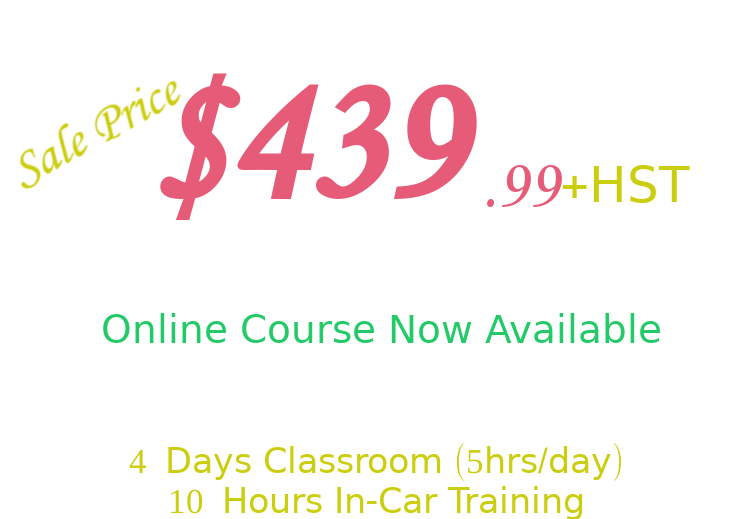 Sale Price $439.99+HST
Online Course Now Available
4 Days Classroom (5hrs/day)
10 Hours In-Car Training